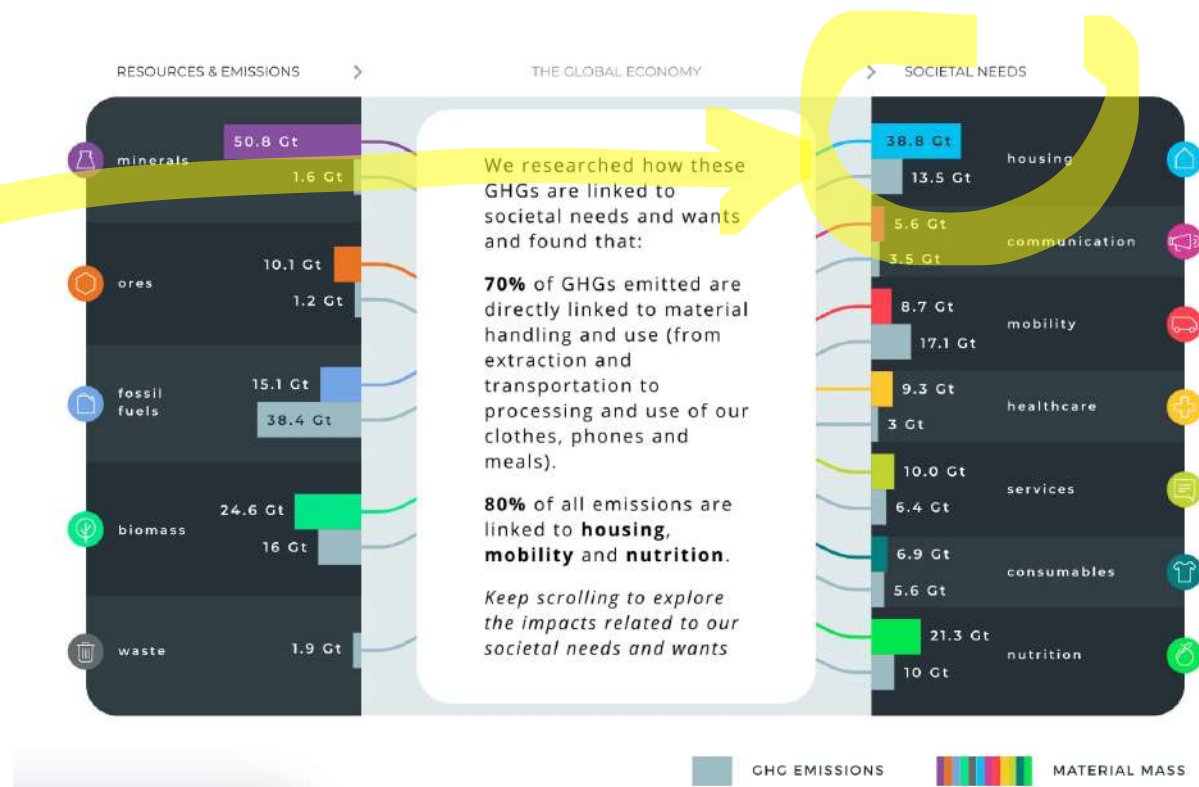 RESOURCES & EMISSIONS >
THE GLOBAL ECONOMY
> SOCIETAL NEEDS
minerals
50.8 Gt
1.6 Gt
ores
10.1 Gt
1.2 Gt
fossil
fuels
15.1 Gt
38.4 Gt
biomass
24.6 Gt
16 Gt
waste
1.9 Gt
We researched how these
GHGs are linked to
societal needs and wants
and found that:
70% of GHGs emitted are
directly linked to material
handling and use (from
extraction and
transportation to
processing and use of our
clothes, phones and
meals).
80% of all emissions are
linked to housing,
mobility and nutrition.
Keep scrolling to explore
the impacts related to our
societal needs and wants
38.8 Gt
13.5 Gt
housing
5.6 Gt
3.5 Gt
communication
8.7 Gt
17.1 Gt
mobility
9.3 Gt
3 Gt
healthcare
10.0 Gt
6.4 Gt
services
6.9 Gt
5.6 Gt
consumables
21.3 Gt
10 Gt
nutrition
GHG EMISSIONS
MATERIAL MASS